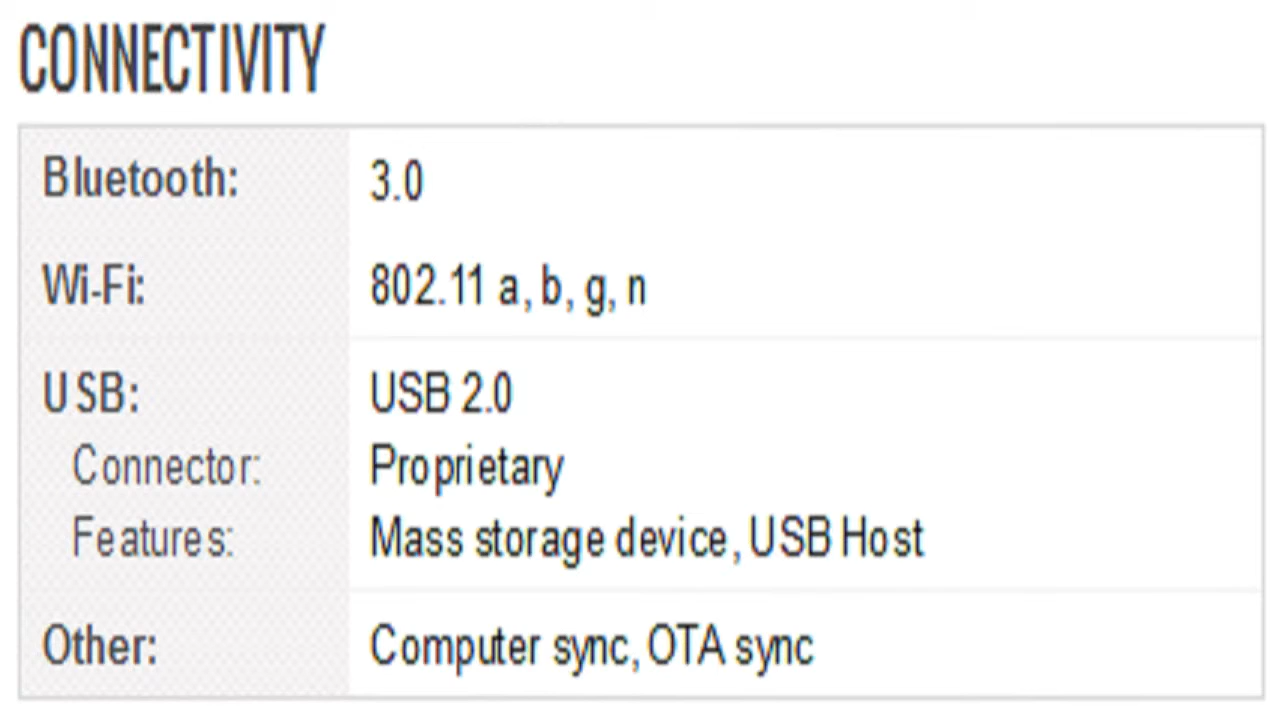 CONNECTIVITY
Bluetooth: 3.0
Wi-Fi: 802.11 a, b, g, n
USB: USB 2.0
Connector: Proprietary
Features: Mass storage device, USB Host
Other: Computer sync, OTA sync